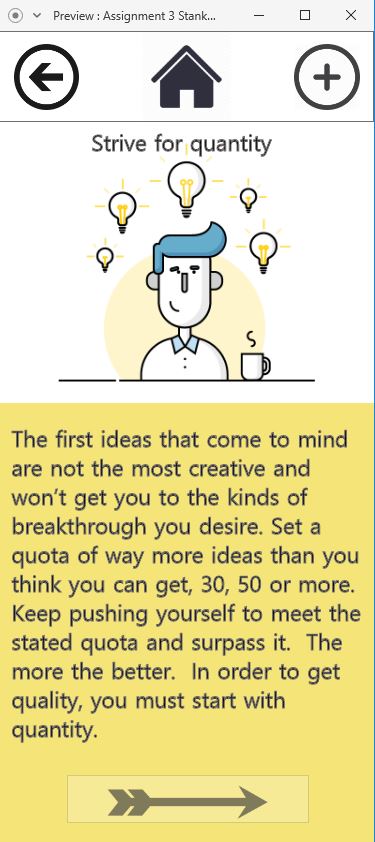 Preview : Assignment 3 Stank...
Strive for quantity
The first ideas that come to mind
are not the most creative and
won’t get you to the kinds of
breakthrough you desire. Set a
quota of way more ideas than you
think you can get, 30, 50 or more.
Keep pushing yourself to meet the
stated quota and surpass it.  The
more the better.  In order to get
quality, you must start with
quantity.